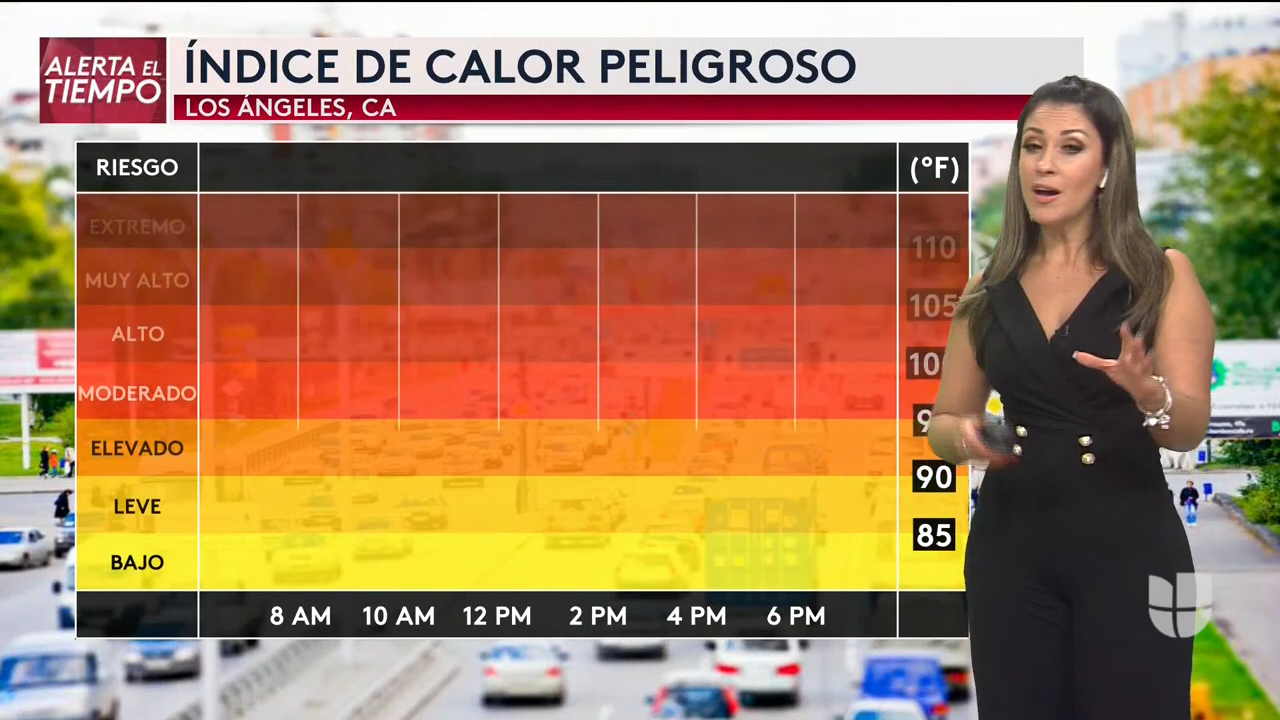 ALERTA EL
TIEMPO
ÍNDICE DE CALOR PELIGROSO
LOS ÁNGELES, CA
RIESGO
(°F)
EXTREMO
110
MUY ALTO
105
ALTO
MODERADO
ELEVADO
90
LEVE
85
BAJO
8 AM 10 AM 12 PM 2 PM 4 PM 6 PM